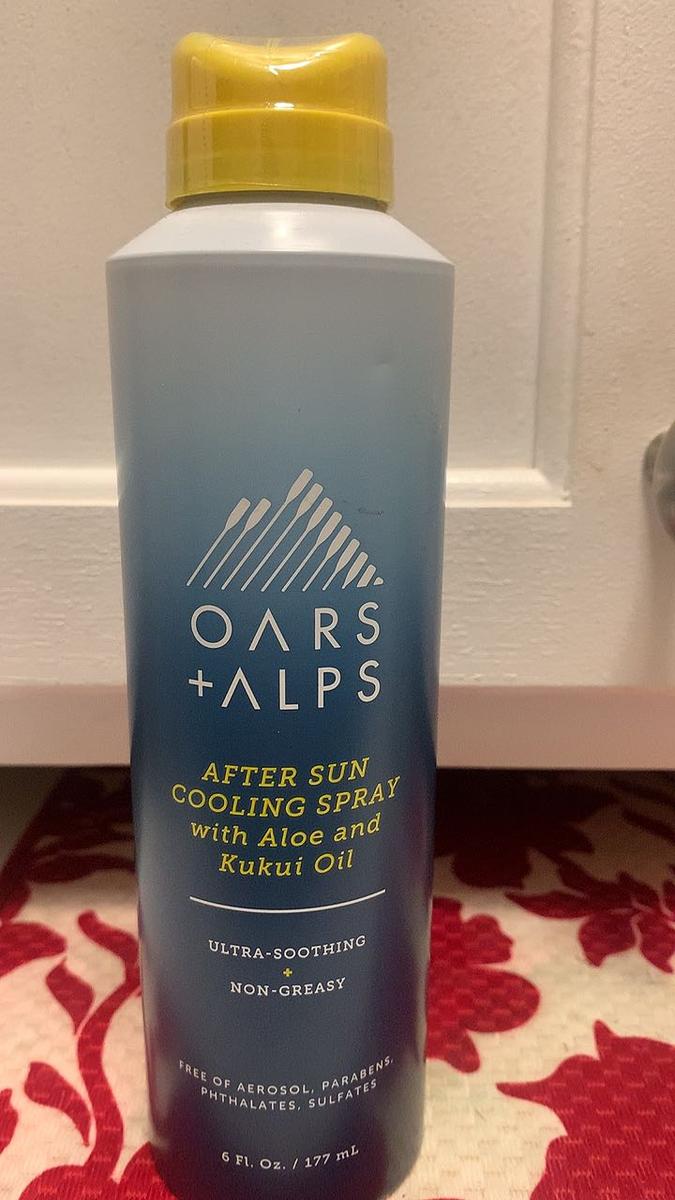 OARS
+ALPS
AFTER SUN
COOLING SPRAY
with Aloe and
Kukui Oil
ULTRA-SOOTHING
+
NON-GREASY
FREE OF AEROSOL, PARABENS,
PHTHALATES, SULFATES
6 Fl. Oz. / 177 mL